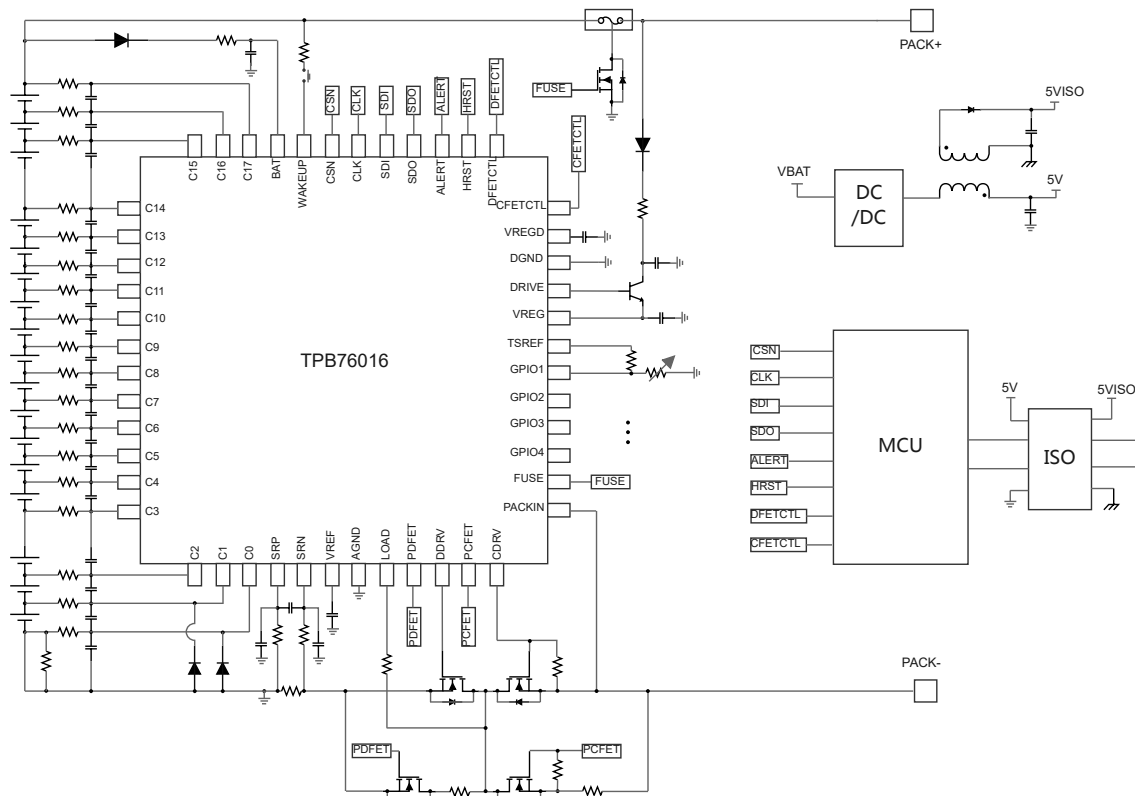 PACK+
FUSE
CSN
CLK
SDI
SDO
ALERT
HRST
DFETCTL
CFETCTL
C15
C16
C17
BAT
WAKEUP
CSN
CLK
SDI
SDO
ALERT
HRST
DFETCTL
C14
C13
C12
C11
C10
C9
C8
C7
C6
C5
C4
C3
TPB76016
CFETCTL
VREGD
DGND
DRIVE
VREG
TSREF
GPIO1
GPIO2
GPIO3
GPIO4
FUSE
PACKIN
FUSE
C2
C1
C0
SRP
SRN
VREF
AGND
LOAD
PDFET
DDRV
PCFET
CDRV
PDFET
PCFET
PACK-
PDFET
PCFET
5VISO
VBAT
DC
/DC
5V
CSN
CLK
SDI
SDO
ALERT
HRST
DFETCTL
CFETCTL
MCU
5V
5VISO
ISO